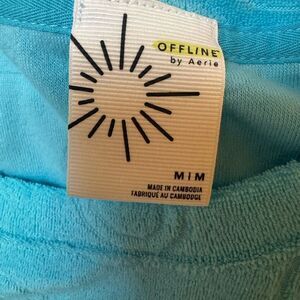 OFFLINE
by Aerie
M|M
MADE IN CAMBODIA
FABRIQUÉ AU CAMBODGE